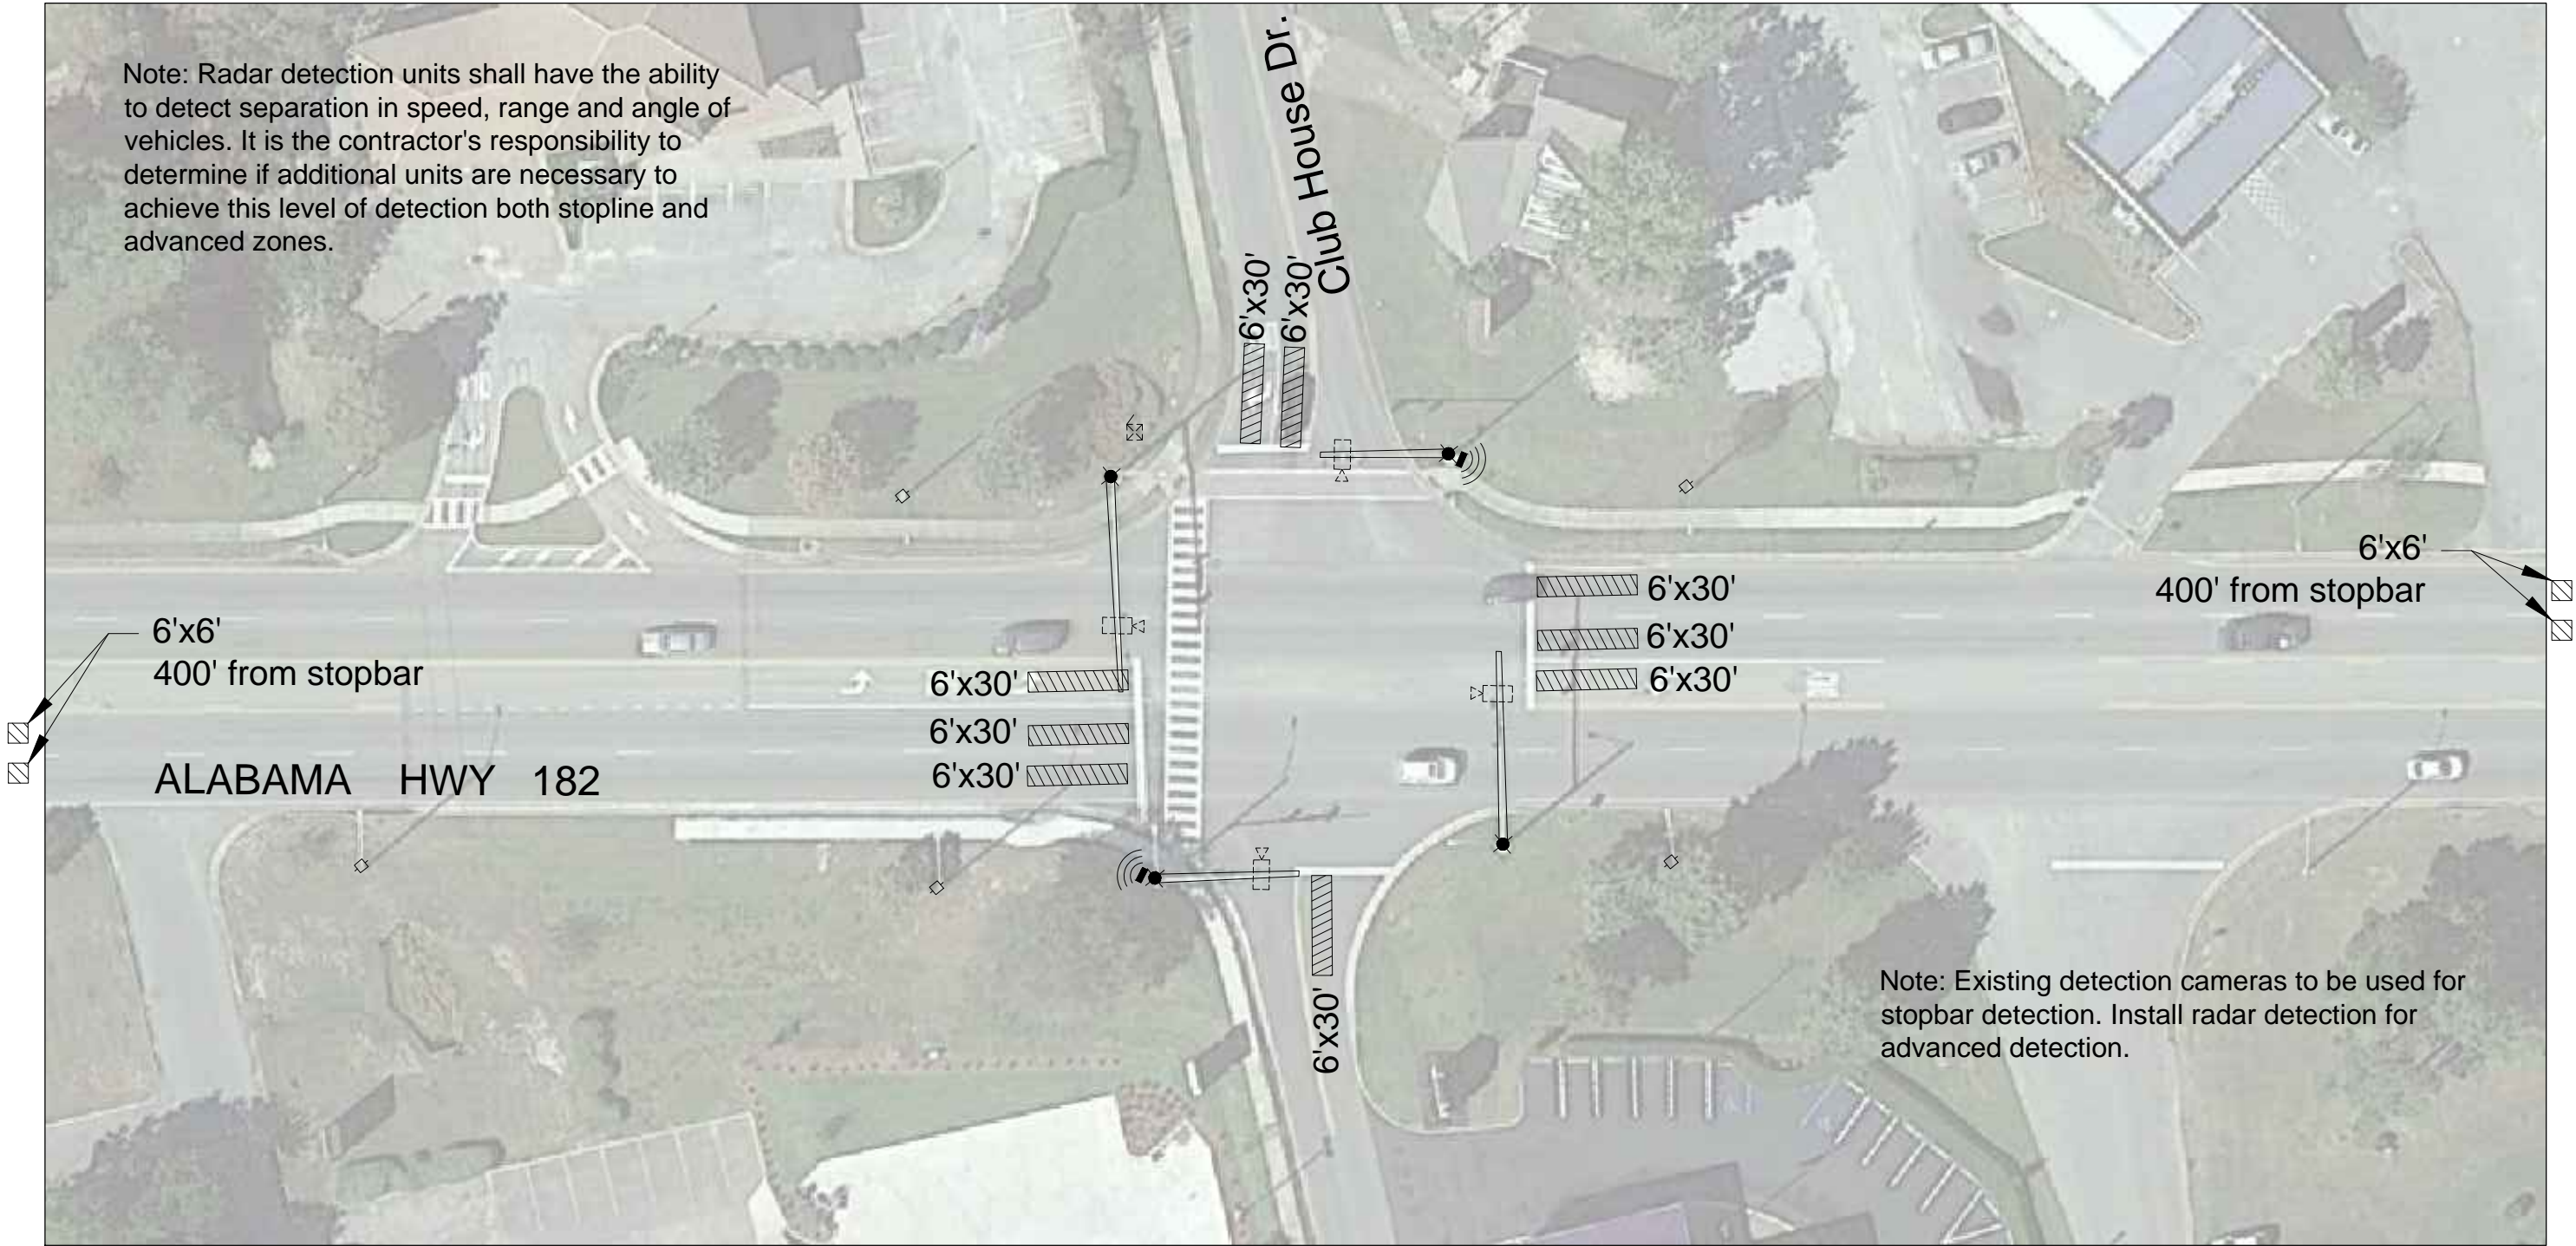 Note: Radar detection units shall have the ability
to detect separation in speed, range and angle of
vehicles. It is the contractor's responsibility to
determine if additional units are necessary to
achieve this level of detection both stopline and
advanced zones.
Club House Dr.
6'x30'
6'x30'
6'x6'
400' from stopbar
6'x30'
6'x30'
6'x30'
6'x6'
400' from stopbar
6'x30'
6'x30'
6'x30'
ALABAMA HWY 182
6'x30'
Note: Existing detection cameras to be used for
stopbar detection. Install radar detection for
advanced detection.